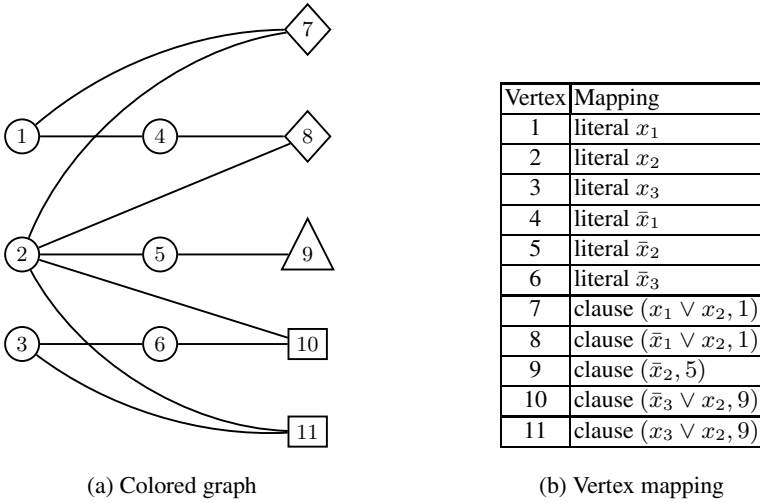 7
1 4 8
2 5 9
3 6 10
11
(a) Colored graph
Vertex Mapping
1 literal x₁
2 literal x₂
3 literal x₃
4 literal x̄₁
5 literal x̄₂
6 literal x̄₃
7 clause (x₁ ∨ x₂, 1)
8 clause (x̄₁ ∨ x₂, 1)
9 clause (x̄₂, 5)
10 clause (x̄₃ ∨ x₂, 9)
11 clause (x₃ ∨ x₂, 9)
(b) Vertex mapping